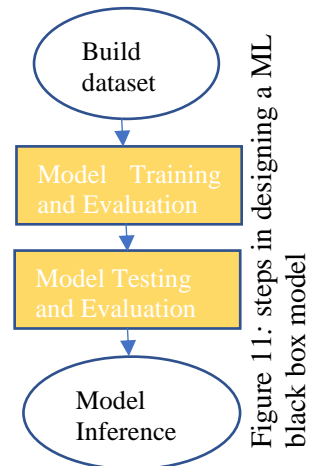 Build
dataset
Model Training
and Evaluation
Model Testing
and Evaluation
Model
Inference
Figure 11: steps in designing a ML
black box model